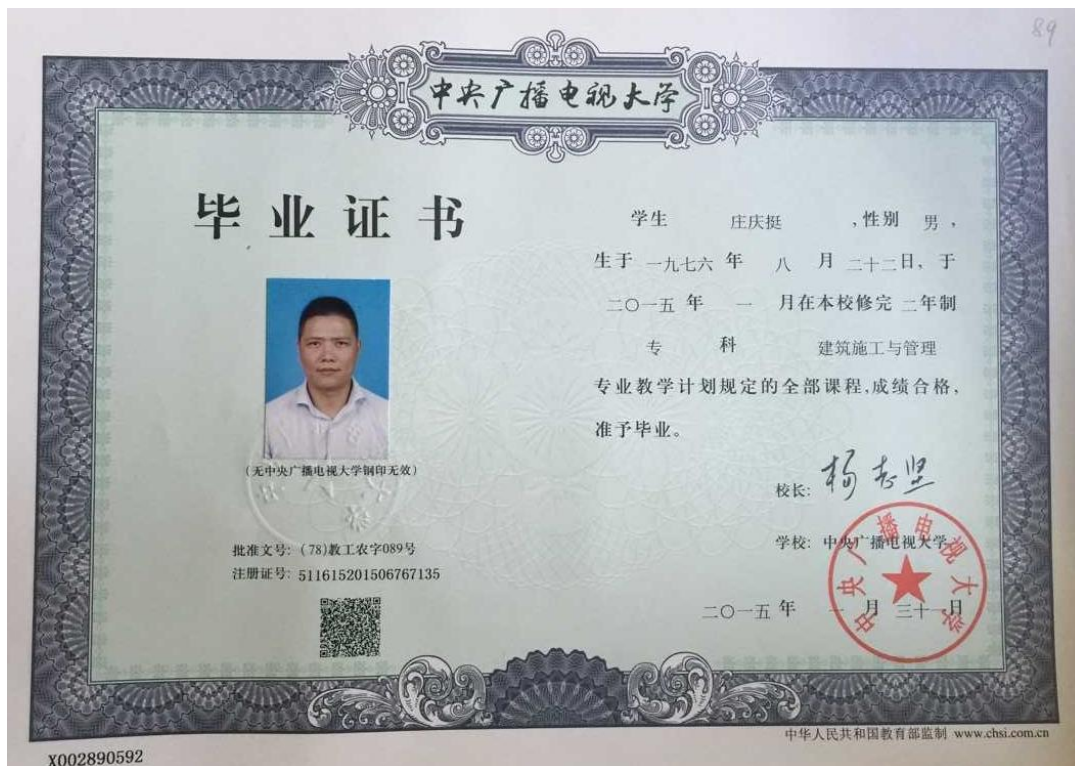 89
中央广播电视大学
毕业证书
(无中央广播电视大学钢印无效)
批准文号: (78)教工农字089号
注册证号: 511615201506767135
学生 庄庆挺 ,性别 男,
生于 一九七六 年 八 月 二十二日, 于
二〇一五 年 一 月在本校修完 二年制
专 科 建筑施工与管理
专业教学计划规定的全部课程,成绩合格,
准予毕业。
校长: 杨志坚
学校: 中央广播电视大学
二〇一五 年 一 月 三十一日
中央广播电视大学
中华人民共和国教育部监制 www.chsi.com.cn
X002890592